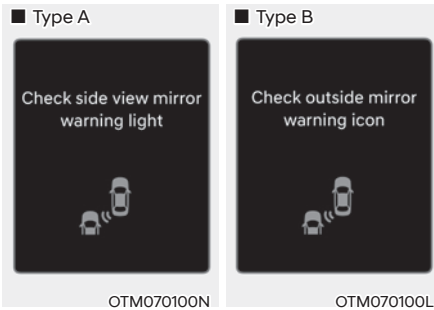 ■ Type A
Check side view mirror
warning light
OTM070100N
■ Type B
Check outside mirror
warning icon
OTM070100L